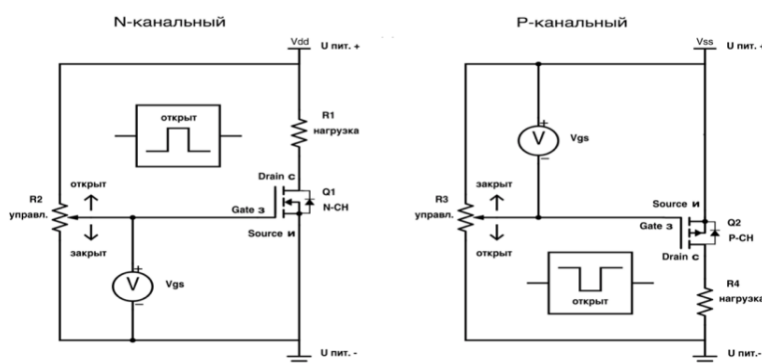 N-канальный
Vdd
U пит. +
открыт
R1
нагрузка
Drain с
Q1
N-CH
R2
управл.
открыт
закрыт
Gate з
Source и
V
Vgs
U пит. -
P-канальный
Vss
U пит. +
V
Vgs
R3
управл.
закрыт
открыт
Source и
Gate з
Q2
P-CH
Drain с
открыт
R4
нагрузка
U пит.-